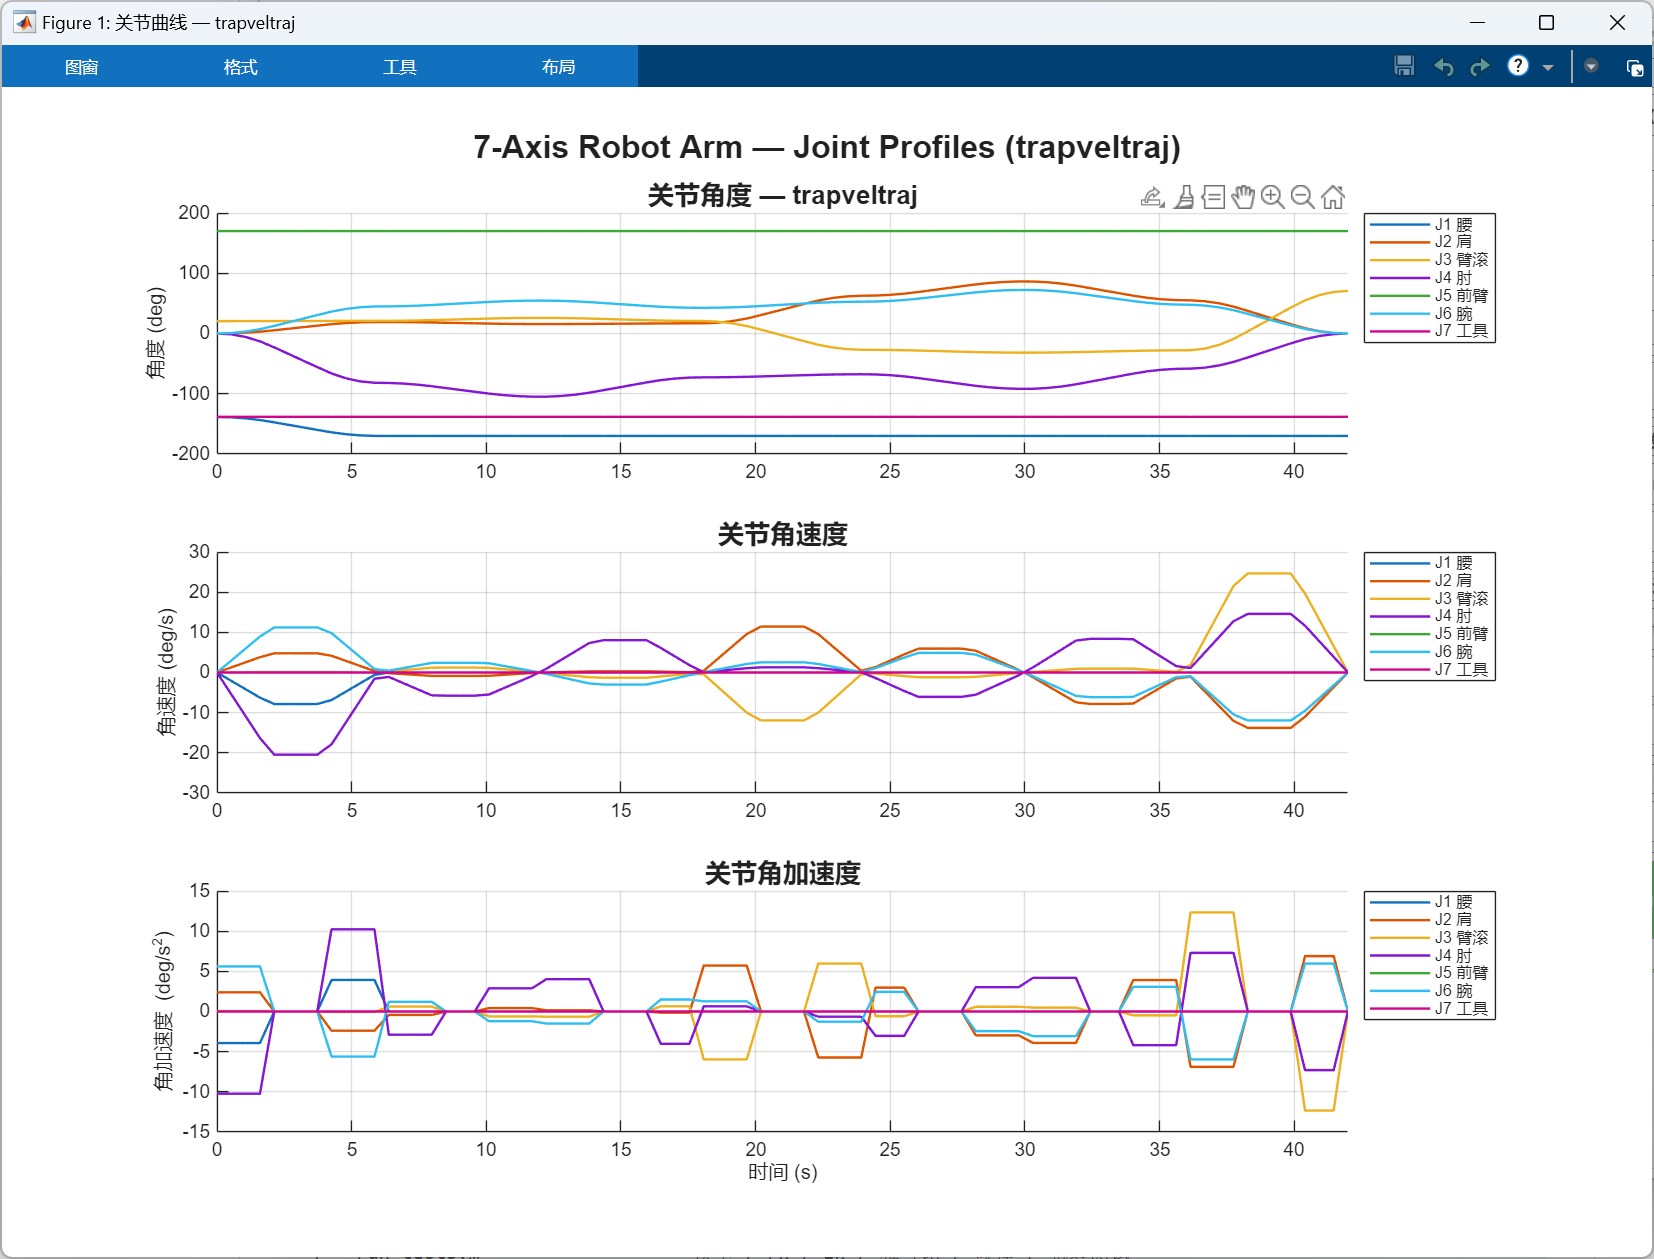 Figure 1: 关节曲线 — trapveltraj
图窗 格式 工具 布局
7-Axis Robot Arm — Joint Profiles (trapveltraj)
关节角度 — trapveltraj
200
100
0
-100
-200
角度 (deg)
0 5 10 15 20 25 30 35 40
J1 腰
J2 肩
J3 臂滚
J4 肘
J5 前臂
J6 腕
J7 工具
关节角速度
30
20
10
0
-10
-20
-30
角速度 (deg/s)
0 5 10 15 20 25 30 35 40
J1 腰
J2 肩
J3 臂滚
J4 肘
J5 前臂
J6 腕
J7 工具
关节角加速度
15
10
5
0
-5
-10
-15
角加速度 (deg/s²)
0 5 10 15 20 25 30 35 40
时间 (s)
J1 腰
J2 肩
J3 臂滚
J4 肘
J5 前臂
J6 腕
J7 工具